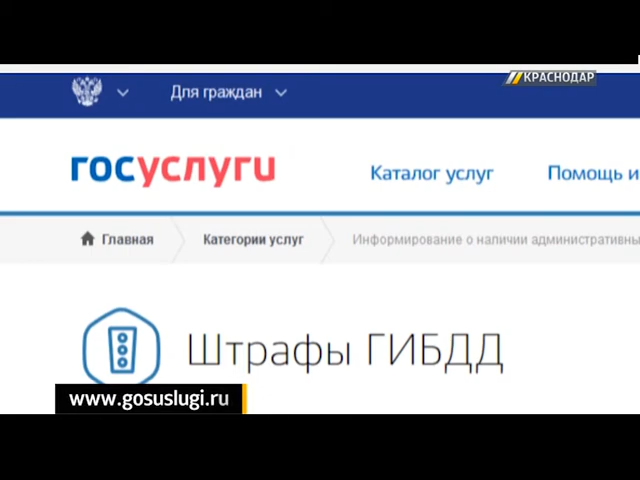 КРАСНОДАР
Для граждан
госуслуги
Каталог услуг
Помощь и
Главная
Категории услуг
Информирование о наличии административны
Штрафы ГИБДД
www.gosuslugi.ru